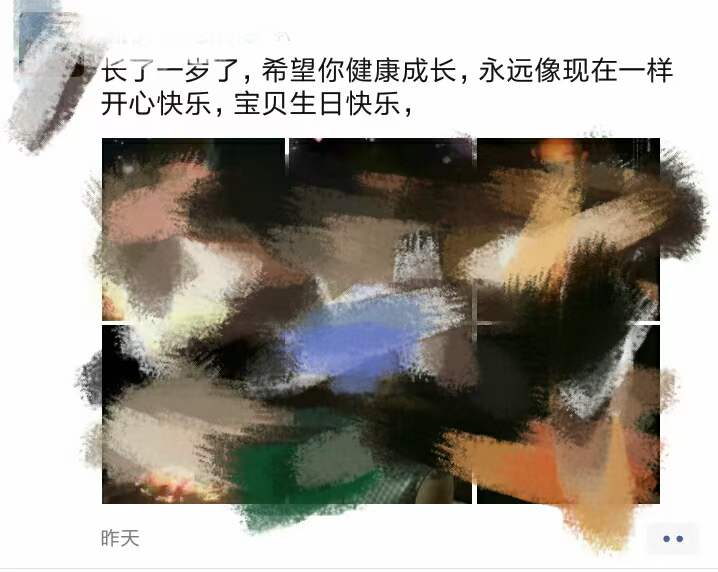 长了一岁了，希望你健康成长，永远像现在一样
开心快乐，宝贝生日快乐，
昨天